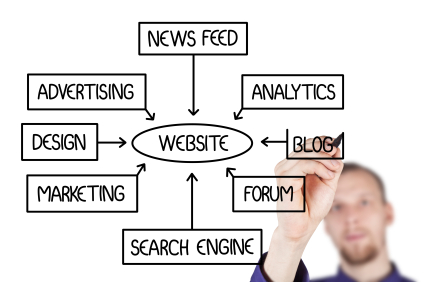 NEWS FEED
ADVERTISING
ANALYTICS
DESIGN
WEBSITE
BLOG
MARKETING
FORUM
SEARCH ENGINE